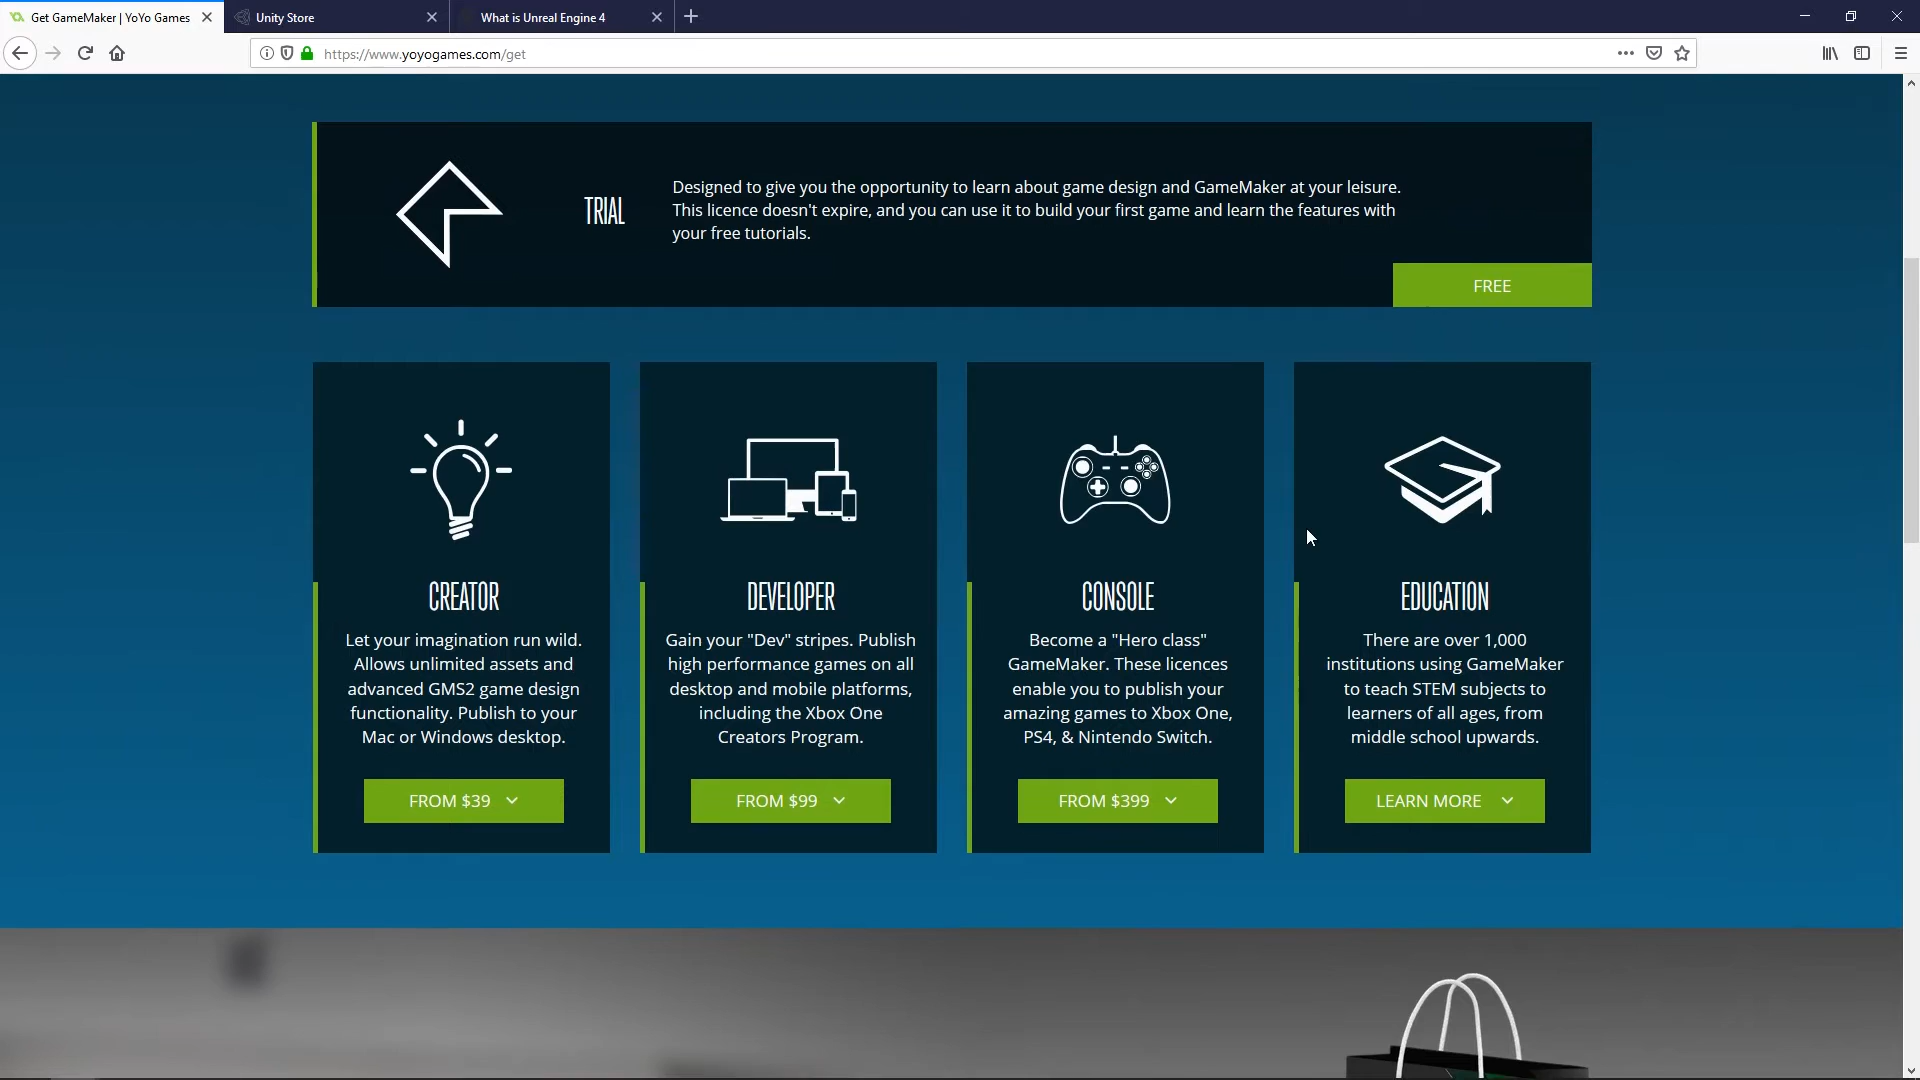 Get GameMaker | YoYo Games
Unity Store
What is Unreal Engine 4
https://www.yoyogames.com/get
TRIAL
Designed to give you the opportunity to learn about game design and GameMaker at your leisure.
This licence doesn't expire, and you can use it to build your first game and learn the features with
your free tutorials.
FREE
CREATOR
Let your imagination run wild.
Allows unlimited assets and
advanced GMS2 game design
functionality. Publish to your
Mac or Windows desktop.
FROM $39
DEVELOPER
Gain your "Dev" stripes. Publish
high performance games on all
desktop and mobile platforms,
including the Xbox One
Creators Program.
FROM $99
CONSOLE
Become a "Hero class"
GameMaker. These licences
enable you to publish your
amazing games to Xbox One,
PS4, & Nintendo Switch.
FROM $399
EDUCATION
There are over 1,000
institutions using GameMaker
to teach STEM subjects to
learners of all ages, from
middle school upwards.
LEARN MORE